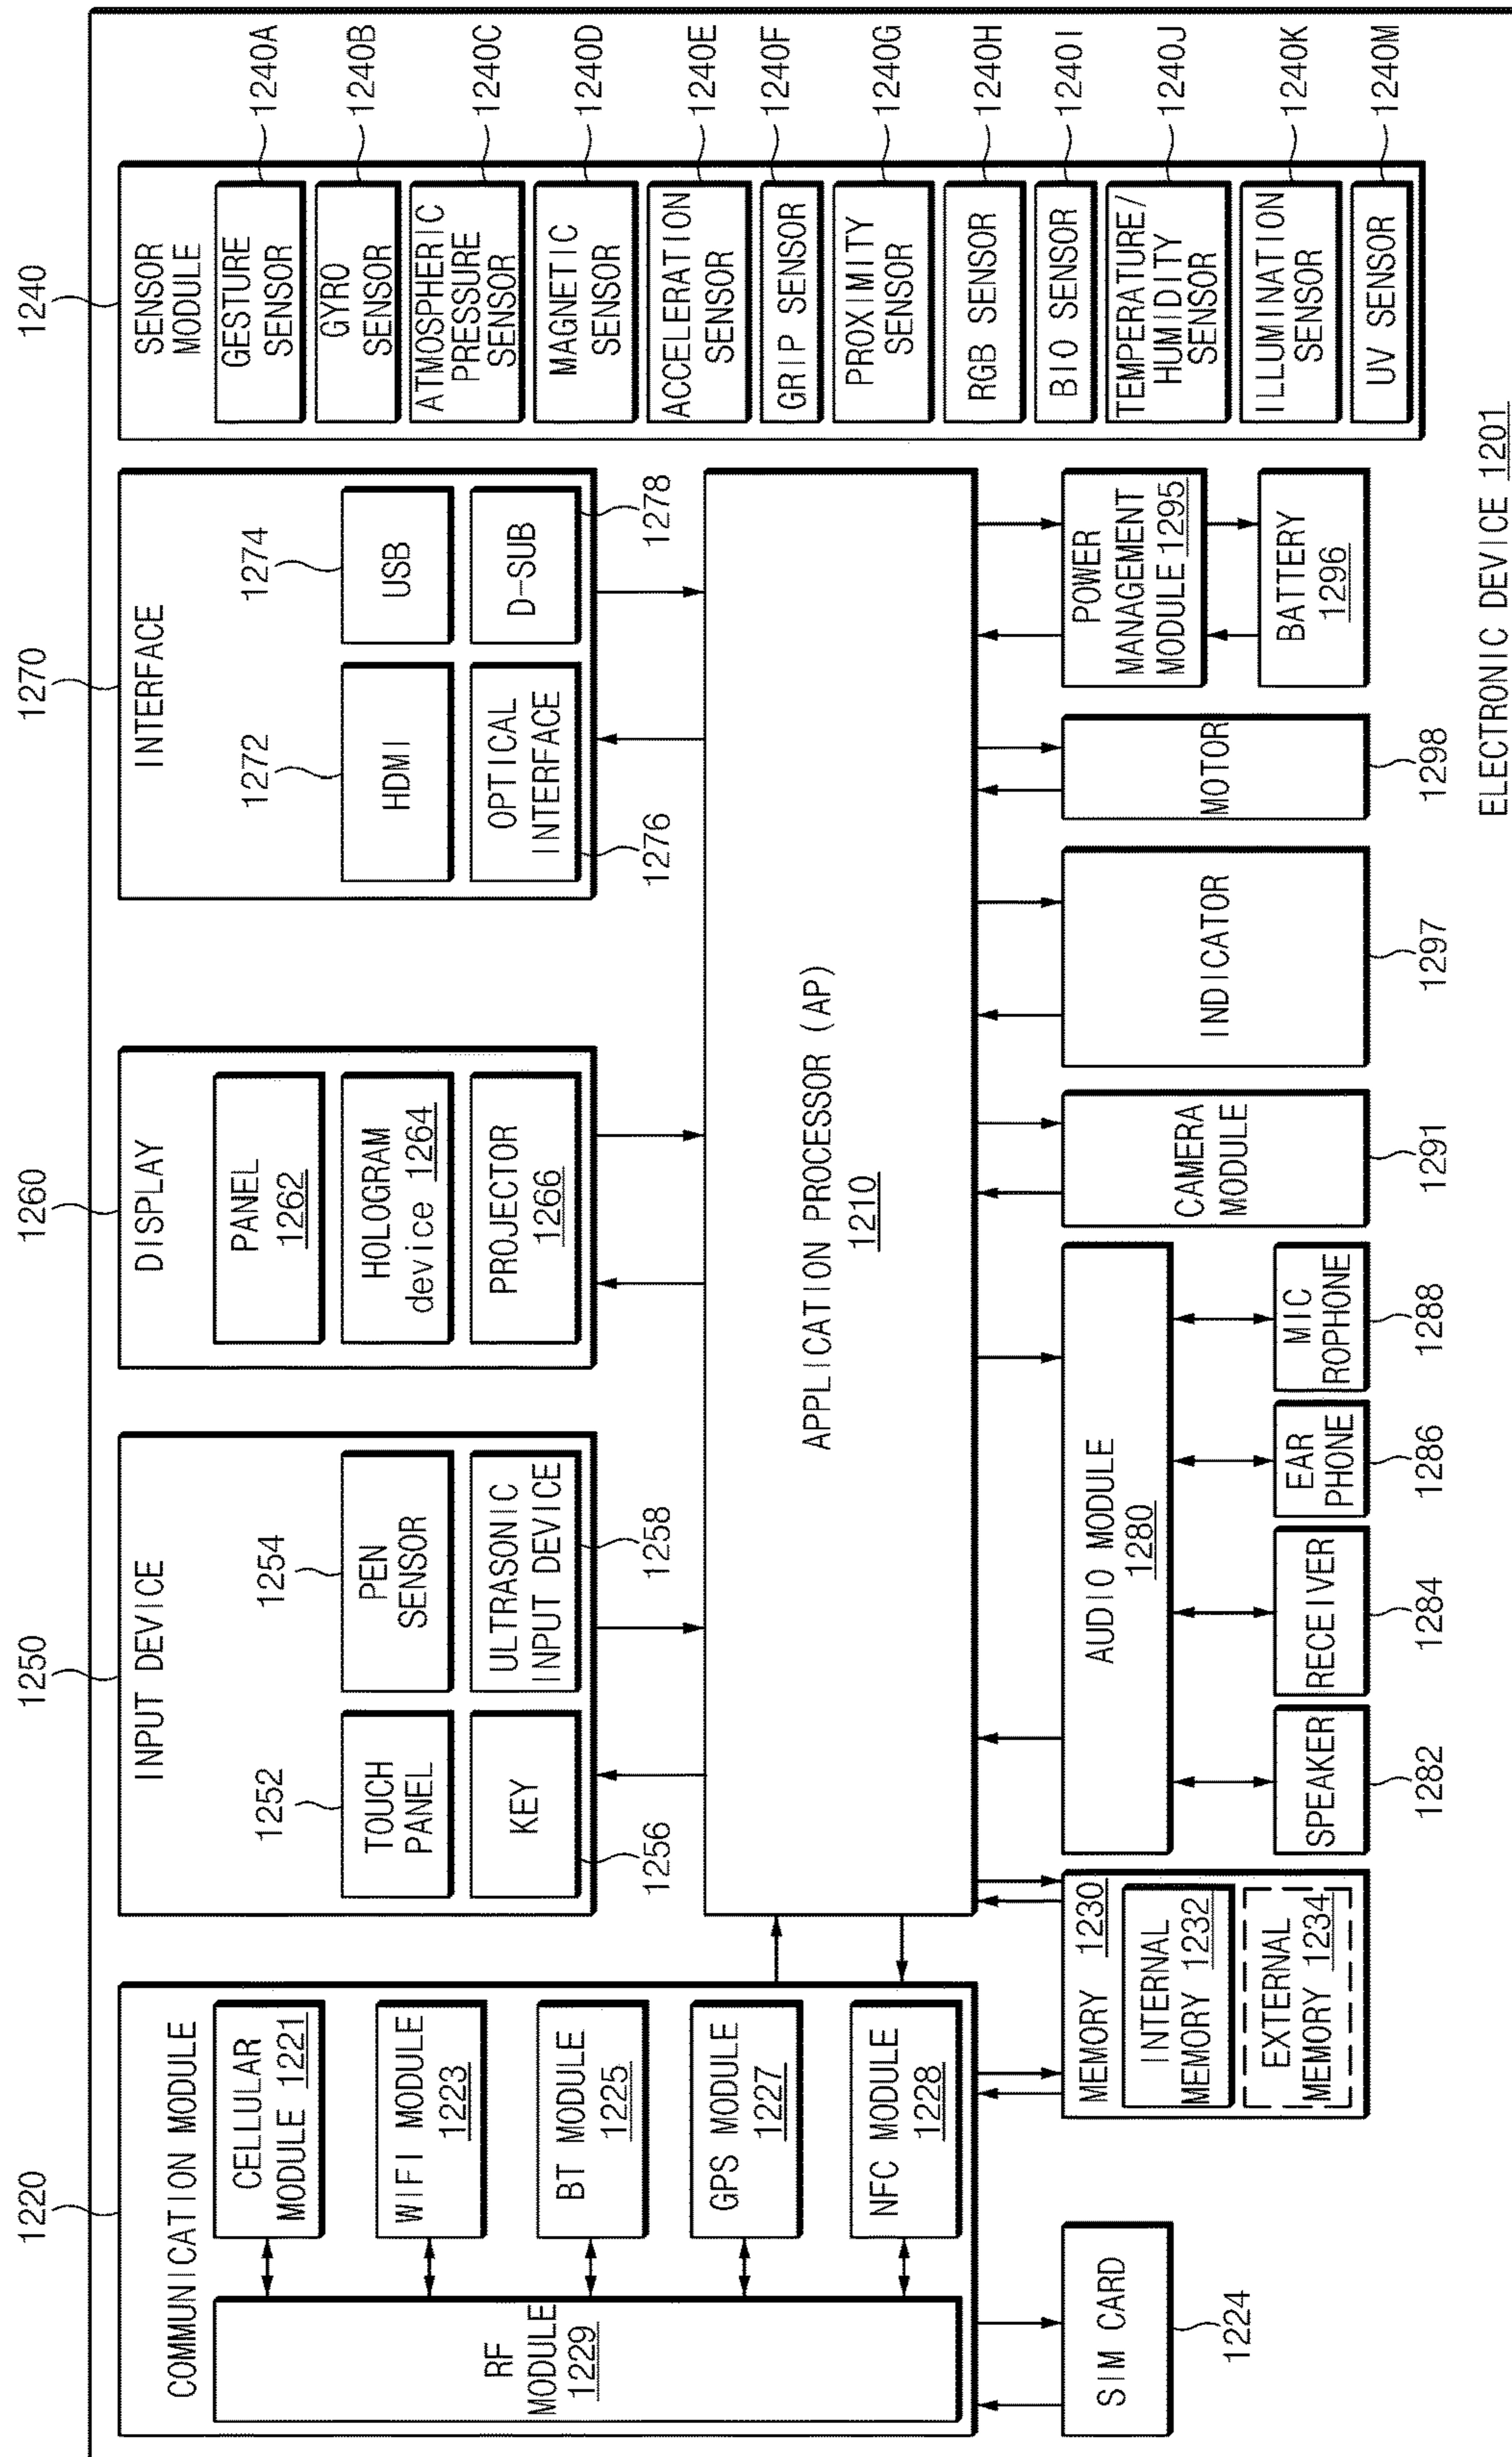 1220
COMMUNICATION MODULE
CELLULAR
MODULE 1221
WIFI MODULE
1223
BT MODULE
1225
GPS MODULE
1227
NFC MODULE
1228
RF
MODULE
1229
SIM CARD
1224
1250
INPUT DEVICE
1252
TOUCH
PANEL
1254
PEN
SENSOR
KEY
1256
ULTRASONIC
INPUT DEVICE
1258
1260
DISPLAY
PANEL
1262
HOLOGRAM
device 1264
PROJECTOR
1266
1270
INTERFACE
1272
HDMI
1274
USB
OPTICAL
INTERFACE
1276
D-SUB
1278
1240
SENSOR
MODULE
GESTURE
SENSOR
1240A
GYRO
SENSOR
1240B
ATMOSPHERIC
PRESSURE
SENSOR
1240C
MAGNETIC
SENSOR
1240D
ACCELERATION
SENSOR
1240E
GRIP SENSOR
1240F
PROXIMITY
SENSOR
1240G
RGB SENSOR
1240H
BIO SENSOR
1240I
TEMPERATURE/
HUMIDITY
SENSOR
1240J
ILLUMINATION
SENSOR
1240K
UV SENSOR
1240M
APPLICATION PROCESSOR (AP)
1210
MEMORY 1230
INTERNAL
MEMORY 1232
EXTERNAL
MEMORY 1234
AUDIO MODULE
1280
SPEAKER
1282
RECEIVER
1284
EAR
PHONE
1286
MIC
ROPHONE
1288
CAMERA
MODULE
1291
INDICATOR
1297
MOTOR
1298
POWER
MANAGEMENT
MODULE 1295
BATTERY
1296
ELECTRONIC DEVICE 1201